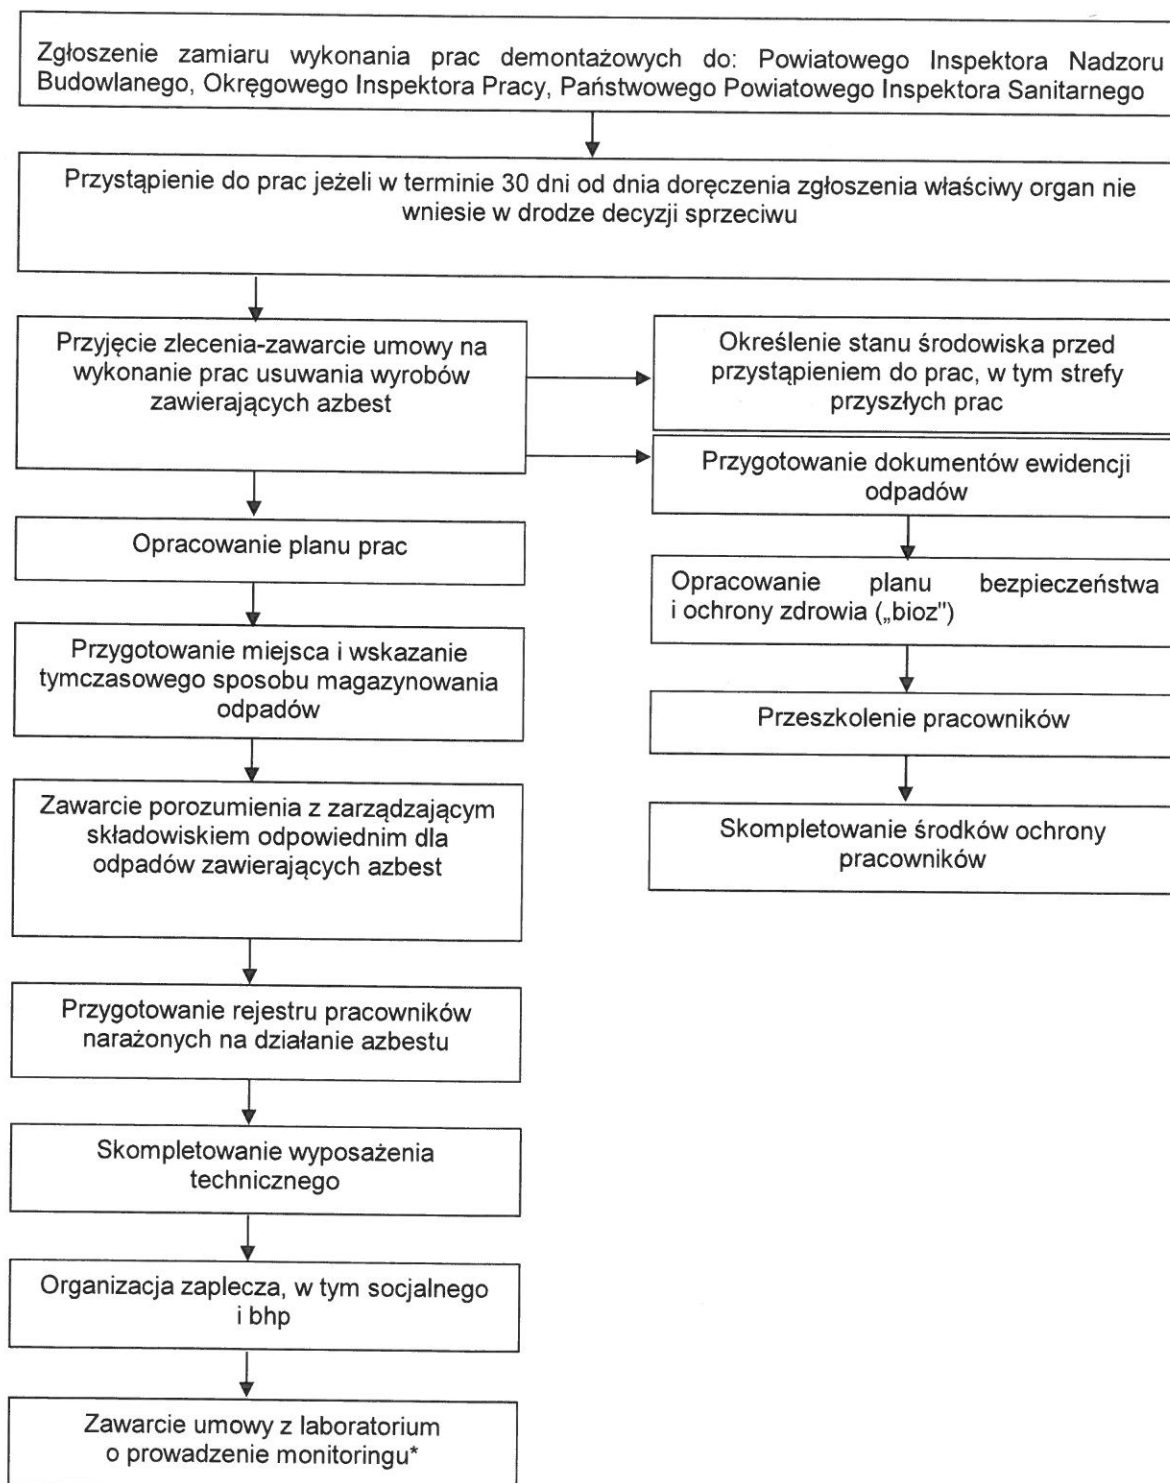 Zgłoszenie zamiaru wykonania prac demontażowych do: Powiatowego Inspektora Nadzoru
Budowlanego, Okręgowego Inspektora Pracy, Państwowego Powiatowego Inspektora Sanitarnego
Przystąpienie do prac jeżeli w terminie 30 dni od dnia doręczenia zgłoszenia właściwy organ nie
wniesie w drodze decyzji sprzeciwu
Przyjęcie zlecenia-zawarcie umowy na
wykonanie prac usuwania wyrobów
zawierających azbest
Określenie stanu środowiska przed
przystąpieniem do prac, w tym strefy
przyszłych prac
Przygotowanie dokumentów ewidencji
odpadów
Opracowanie planu prac
Opracowanie planu bezpieczeństwa
i ochrony zdrowia („bioz")
Przygotowanie miejsca i wskazanie
tymczasowego sposobu magazynowania
odpadów
Przeszkolenie pracowników
Zawarcie porozumienia z zarządzającym
składowiskiem odpowiednim dla
odpadów zawierających azbest
Skompletowanie środków ochrony
pracowników
Przygotowanie rejestru pracowników
narażonych na działanie azbestu
Skompletowanie wyposażenia
technicznego
Organizacja zaplecza, w tym socjalnego
i bhp
Zawarcie umowy z laboratorium
o prowadzenie monitoringu*